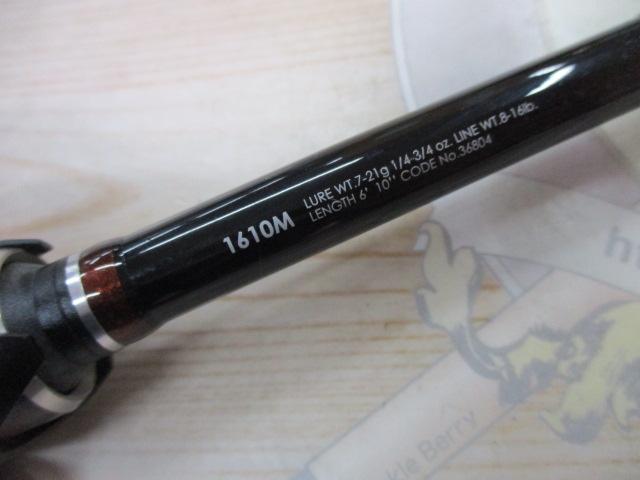 1610M
LURE WT.7-21g 1/4-3/4 oz. LINE WT.8-16lb.
LENGTH 6' 10'' CODE No.36804
kle Berry